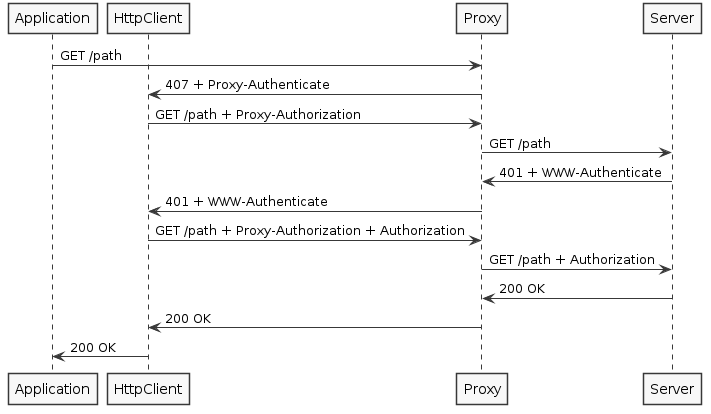 Application HttpClient Proxy Server
GET /path
407 + Proxy-Authenticate
GET /path + Proxy-Authorization
GET /path
401 + WWW-Authenticate
401 + WWW-Authenticate
GET /path + Proxy-Authorization + Authorization
GET /path + Authorization
200 OK
200 OK
200 OK
Application HttpClient Proxy Server